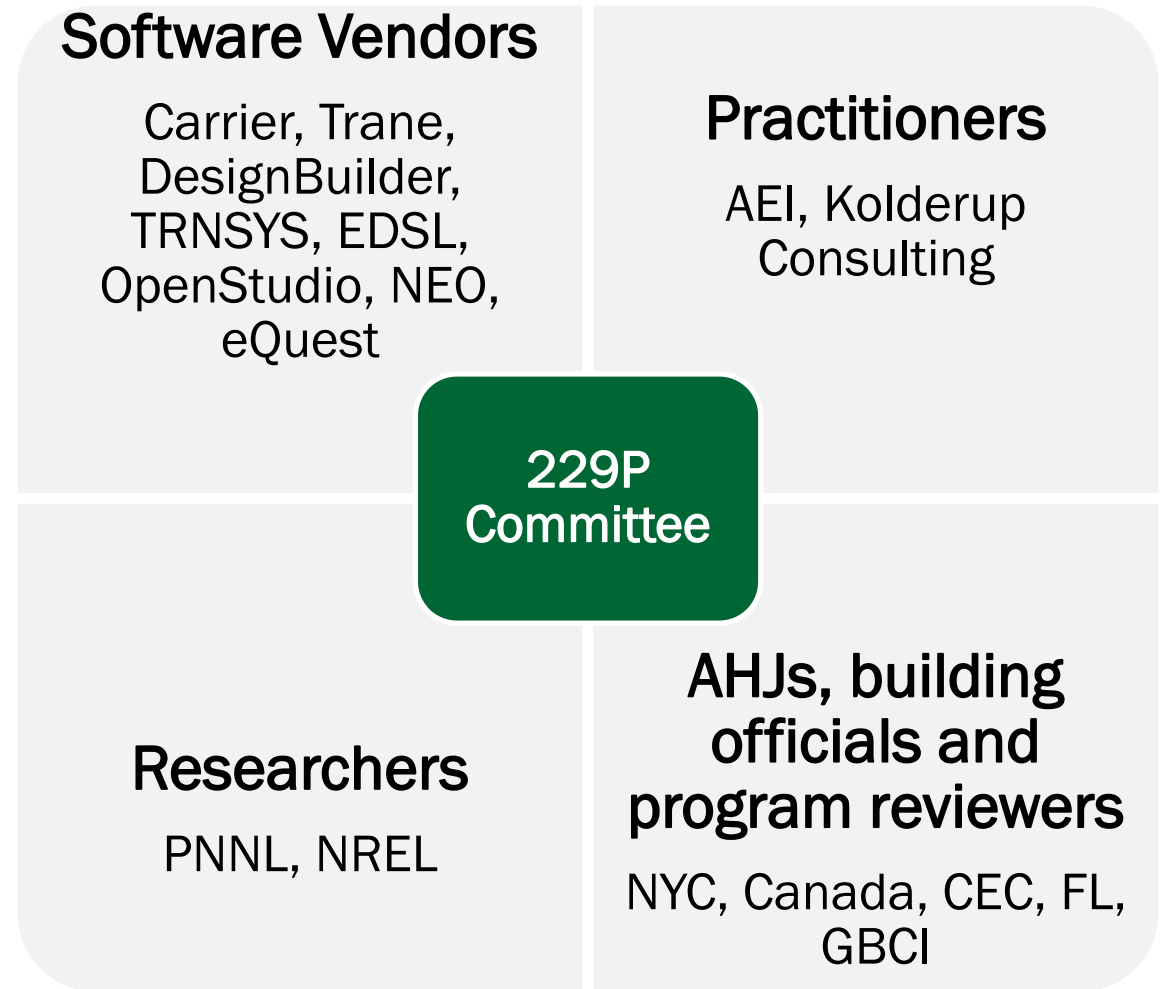 Software Vendors
Carrier, Trane,
DesignBuilder,
TRNSYS, EDSL,
OpenStudio, NEO,
eQuest
Practitioners
AEI, Kolderup
Consulting
229P
Committee
Researchers
PNNL, NREL
AHJs, building
officials and
program reviewers
NYC, Canada, CEC, FL,
GBCI